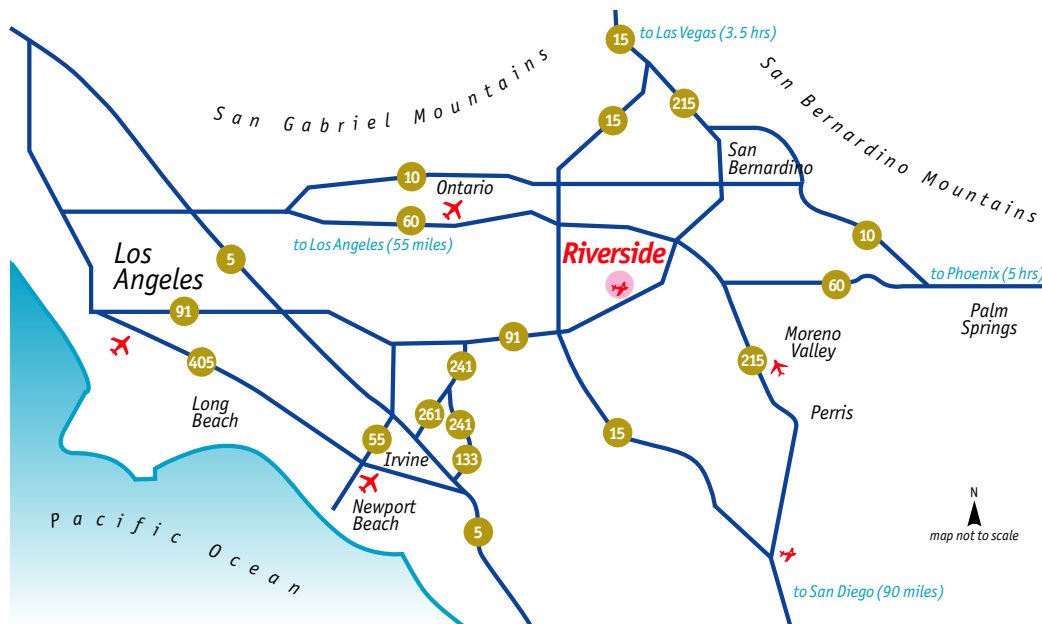 15
to Las Vegas (3.5 hrs)
San Gabriel Mountains
San Bernardino Mountains
215
15
San
Bernardino
10
Ontario
60
to Los Angeles (55 miles)
10
Los
Angeles
5
Riverside
to Phoenix (5 hrs)
60
Palm
Springs
91
91
405
241
Moreno
Valley
215
Long
Beach
261
241
Perris
55
Irvine
133
15
Newport
Beach
5
Pacific Ocean
N
map not to scale
to San Diego (90 miles)